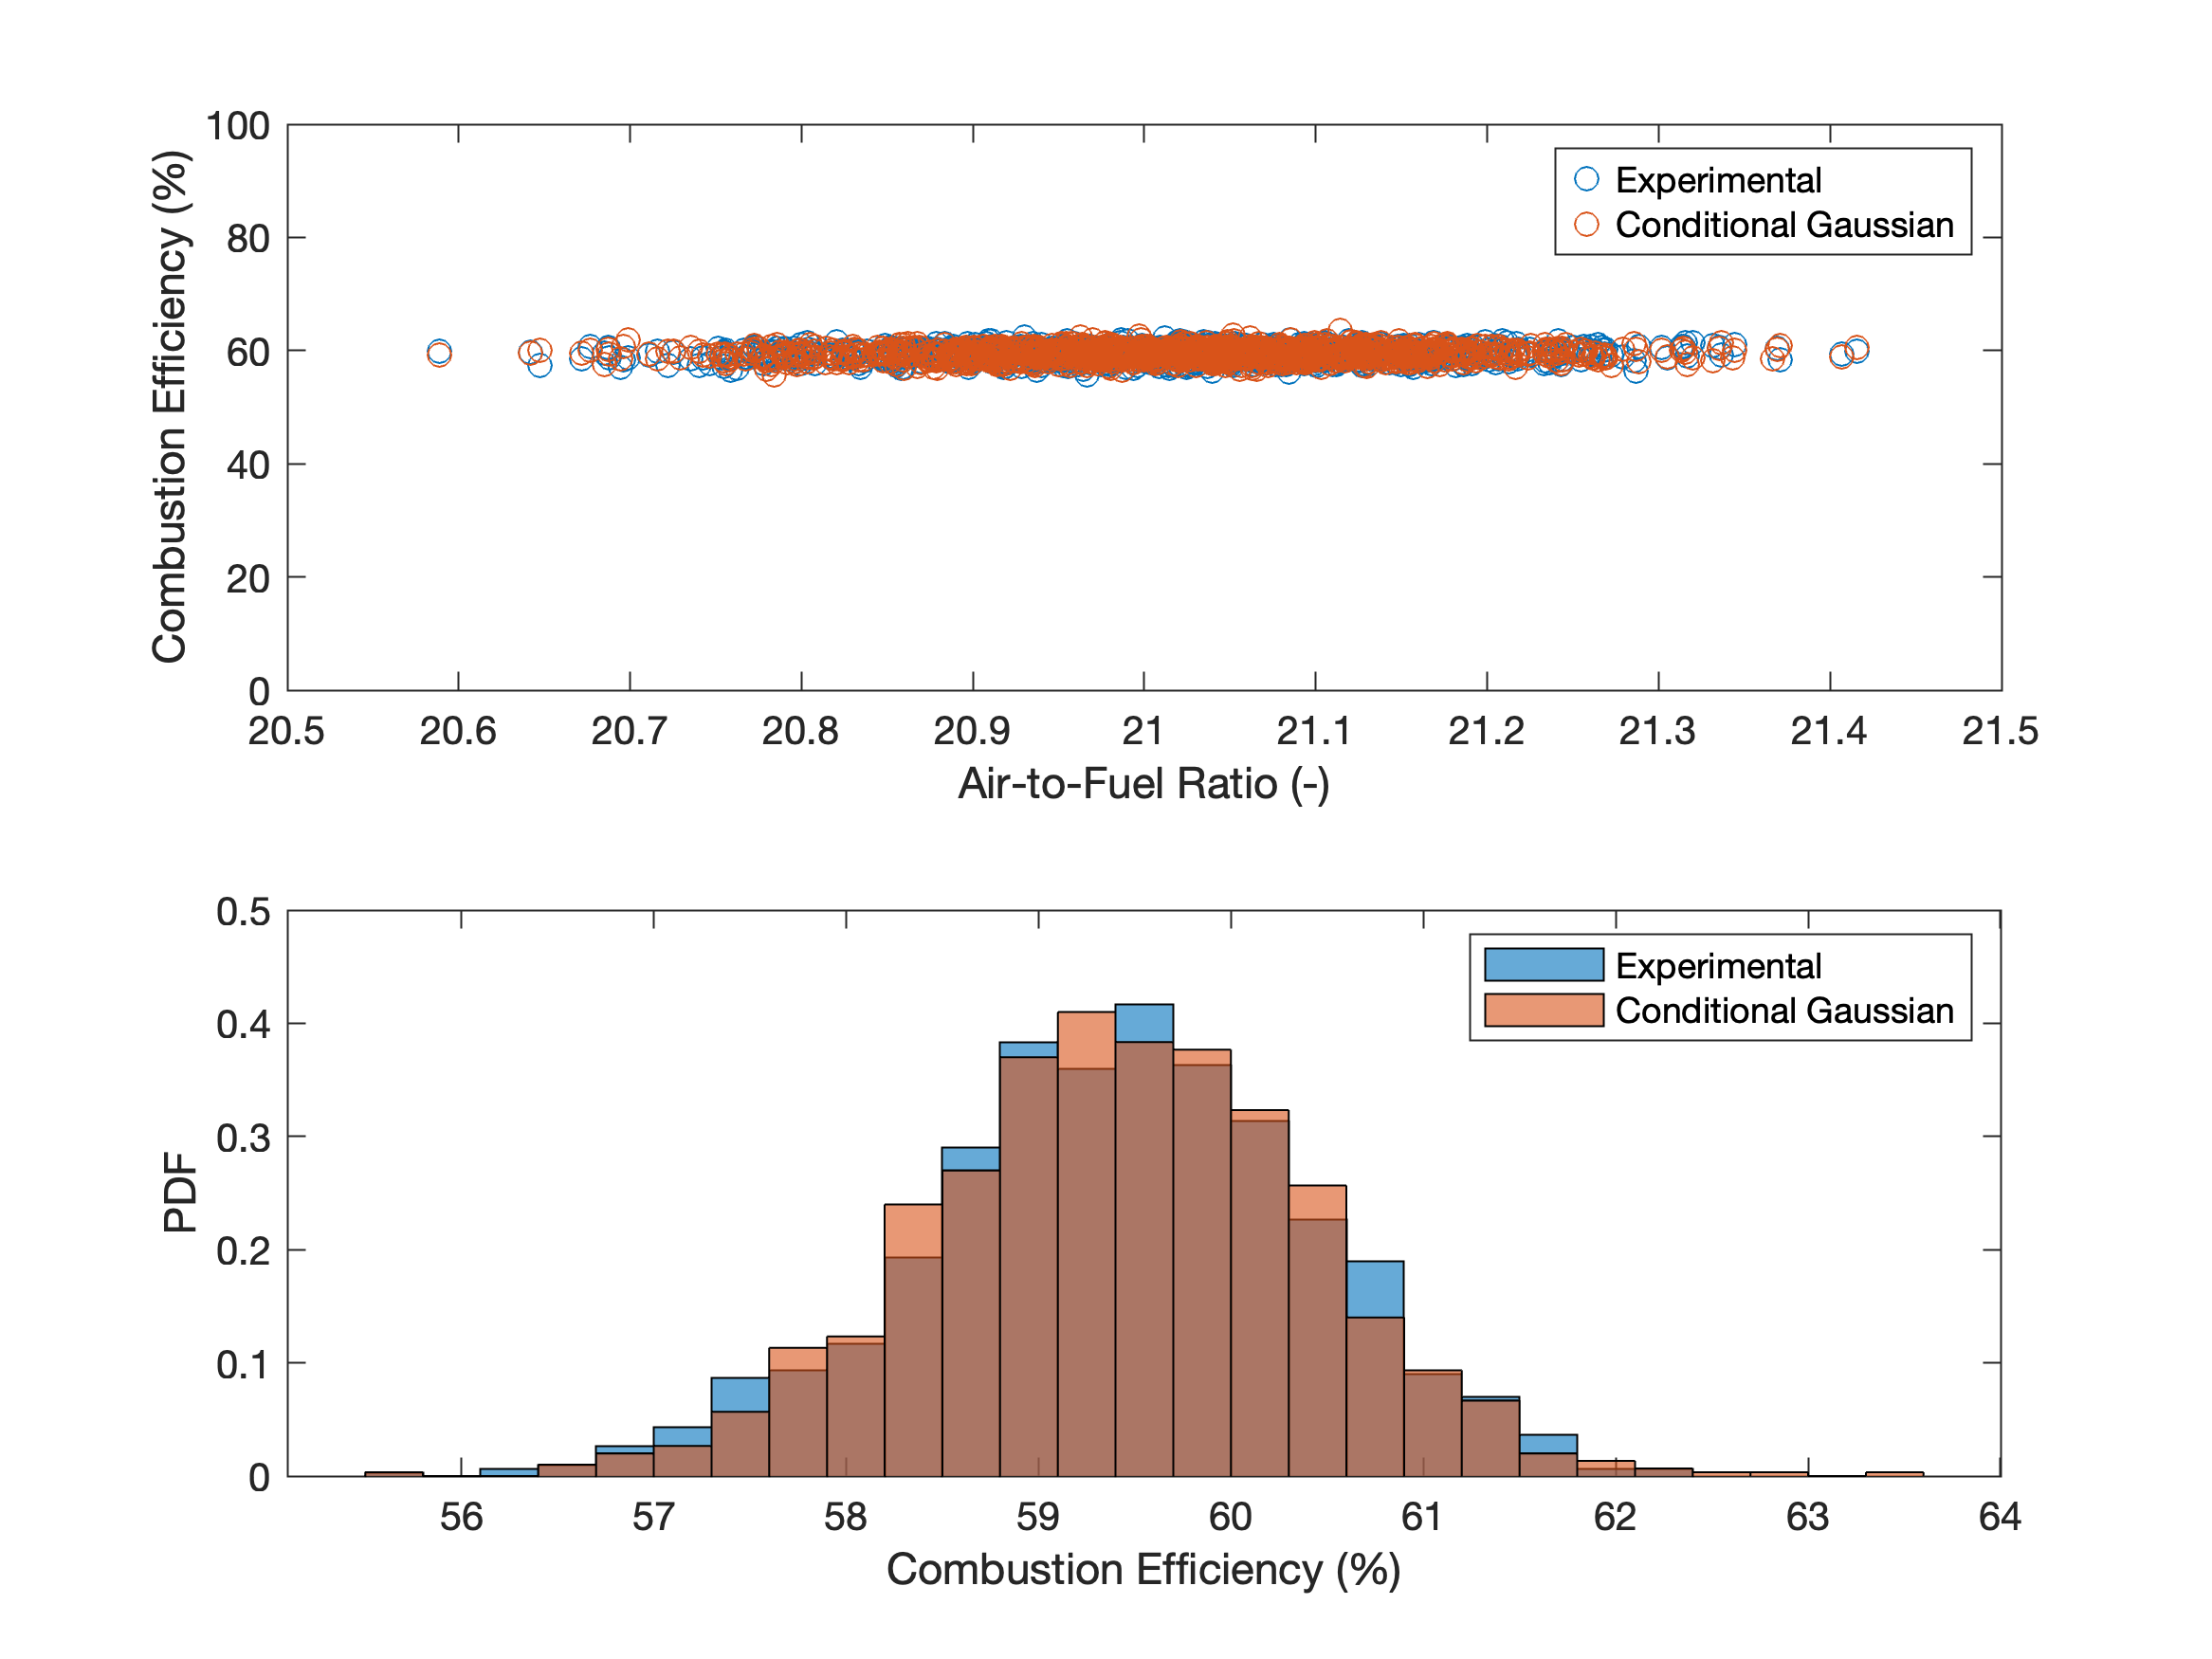 100
80
60
40
20
0
Combustion Efficiency (%)
Experimental
Conditional Gaussian
20.5 20.6 20.7 20.8 20.9 21 21.1 21.2 21.3 21.4 21.5
Air-to-Fuel Ratio (-)
0.5
0.4
0.3
0.2
0.1
0
PDF
Experimental
Conditional Gaussian
56 57 58 59 60 61 62 63 64
Combustion Efficiency (%)